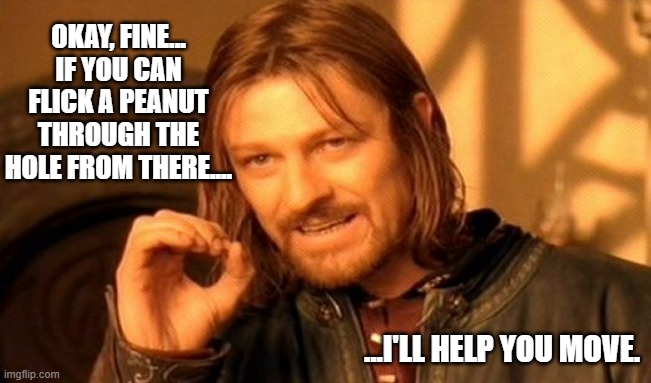 OKAY, FINE...
IF YOU CAN
FLICK A PEANUT
THROUGH THE
HOLE FROM THERE....
...I'LL HELP YOU MOVE.
imgflip.com